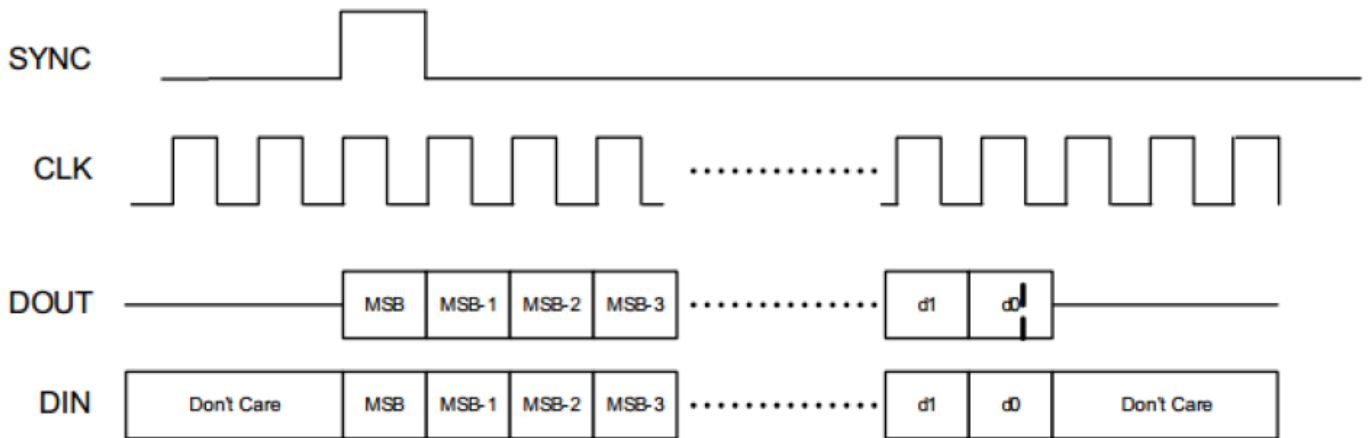 SYNC
CLK
DOUT MSB MSB-1 MSB-2 MSB-3 d1 d0
DIN Don't Care MSB MSB-1 MSB-2 MSB-3 d1 d0 Don't Care